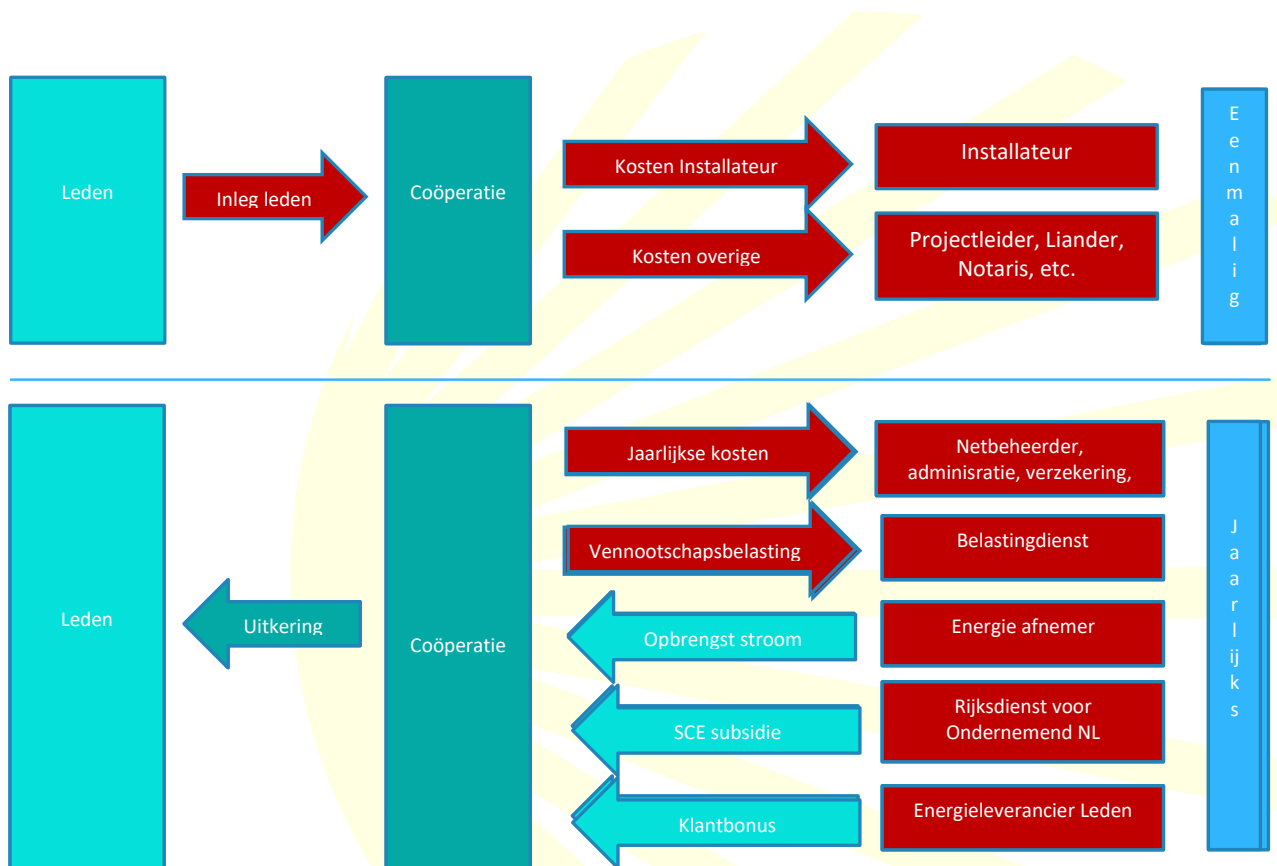 Leden
Inleg leden
Coöperatie
Kosten Installateur
Installateur
Kosten overige
Projectleider, Liander,
Notaris, etc.
E
e
n
m
a
l
i
g
Leden
Uitkering
Coöperatie
Jaarlijkse kosten
Netbeheerder,
adminisratie, verzekering,
Vennootschapsbelasting
Belastingdienst
Opbrengst stroom
Energie afnemer
SCE subsidie
Rijksdienst voor
Ondernemend NL
Klantbonus
Energieleverancier Leden
J
a
a
r
l
ij
k
s